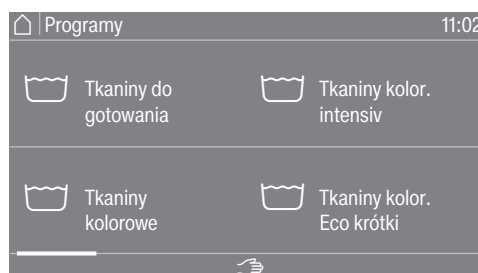 Programy 11:02
Tkaniny do
gotowania
Tkaniny kolor.
intensiv
Tkaniny
kolorowe
Tkaniny kolor.
Eco krótki